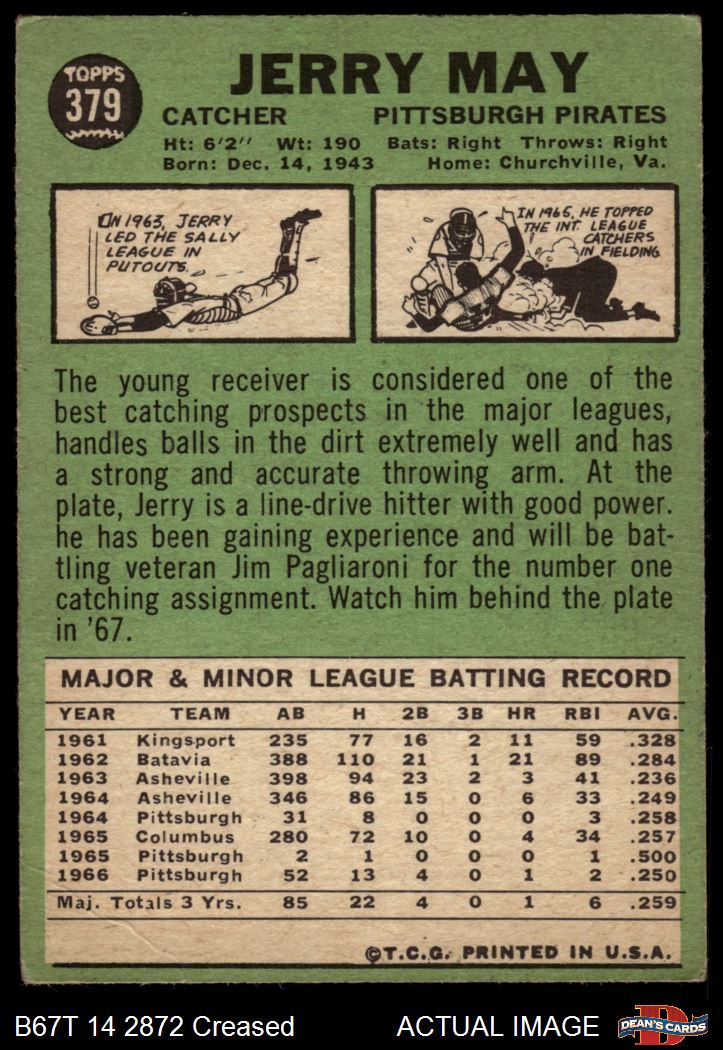 TOPPS
379
JERRY MAY
CATCHER PITTSBURGH PIRATES
Ht: 6'2'' Wt: 190 Bats: Right Throws: Right
Born: Dec. 14, 1943 Home: Churchville, Va.
IN 1963, JERRY
LED THE SALLY
LEAGUE IN
PUTOUTS.
IN 1966, HE TOPPED
THE INT. LEAGUE
CATCHERS
IN FIELDING
The young receiver is considered one of the
best catching prospects in the major leagues,
handles balls in the dirt extremely well and has
a strong and accurate throwing arm. At the
plate, Jerry is a line-drive hitter with good power.
he has been gaining experience and will be bat-
tling veteran Jim Pagliaroni for the number one
catching assignment. Watch him behind the plate
in '67.
MAJOR & MINOR LEAGUE BATTING RECORD
YEAR TEAM AB H 2B 3B HR RBI AVG.
1961 Kingsport 235 77 16 2 11 59 .328
1962 Batavia 388 110 21 1 21 89 .284
1963 Asheville 398 94 23 2 3 41 .236
1964 Asheville 346 86 15 0 6 33 .249
1964 Pittsburgh 31 8 0 0 0 3 .258
1965 Columbus 280 72 10 0 4 34 .257
1965 Pittsburgh 2 1 0 0 0 1 .500
1966 Pittsburgh 52 13 4 0 1 2 .250
Maj. Totals 3 Yrs. 85 22 4 0 1 6 .259
©T.C.G. PRINTED IN U.S.A.
B67T 14 2872 Creased ACTUAL IMAGE
D
DEAN'S CARDS